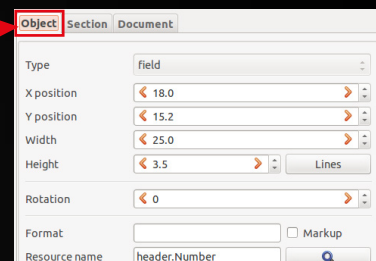 Object Section Document
Type field
X position 18.0
Y position 15.2
Width 25.0
Height 3.5 Lines
Rotation 0
Format Markup
Resource name header.Number